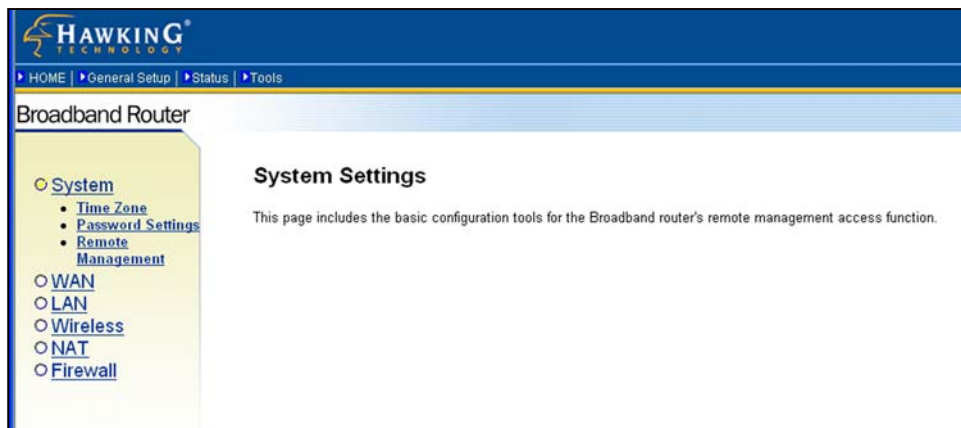 HAWKING®
TECHNOLOGY
HOME | General Setup | Status | Tools
Broadband Router
System
Time Zone
Password Settings
Remote
Management
WAN
LAN
Wireless
NAT
Firewall
System Settings
This page includes the basic configuration tools for the Broadband router's remote management access function.